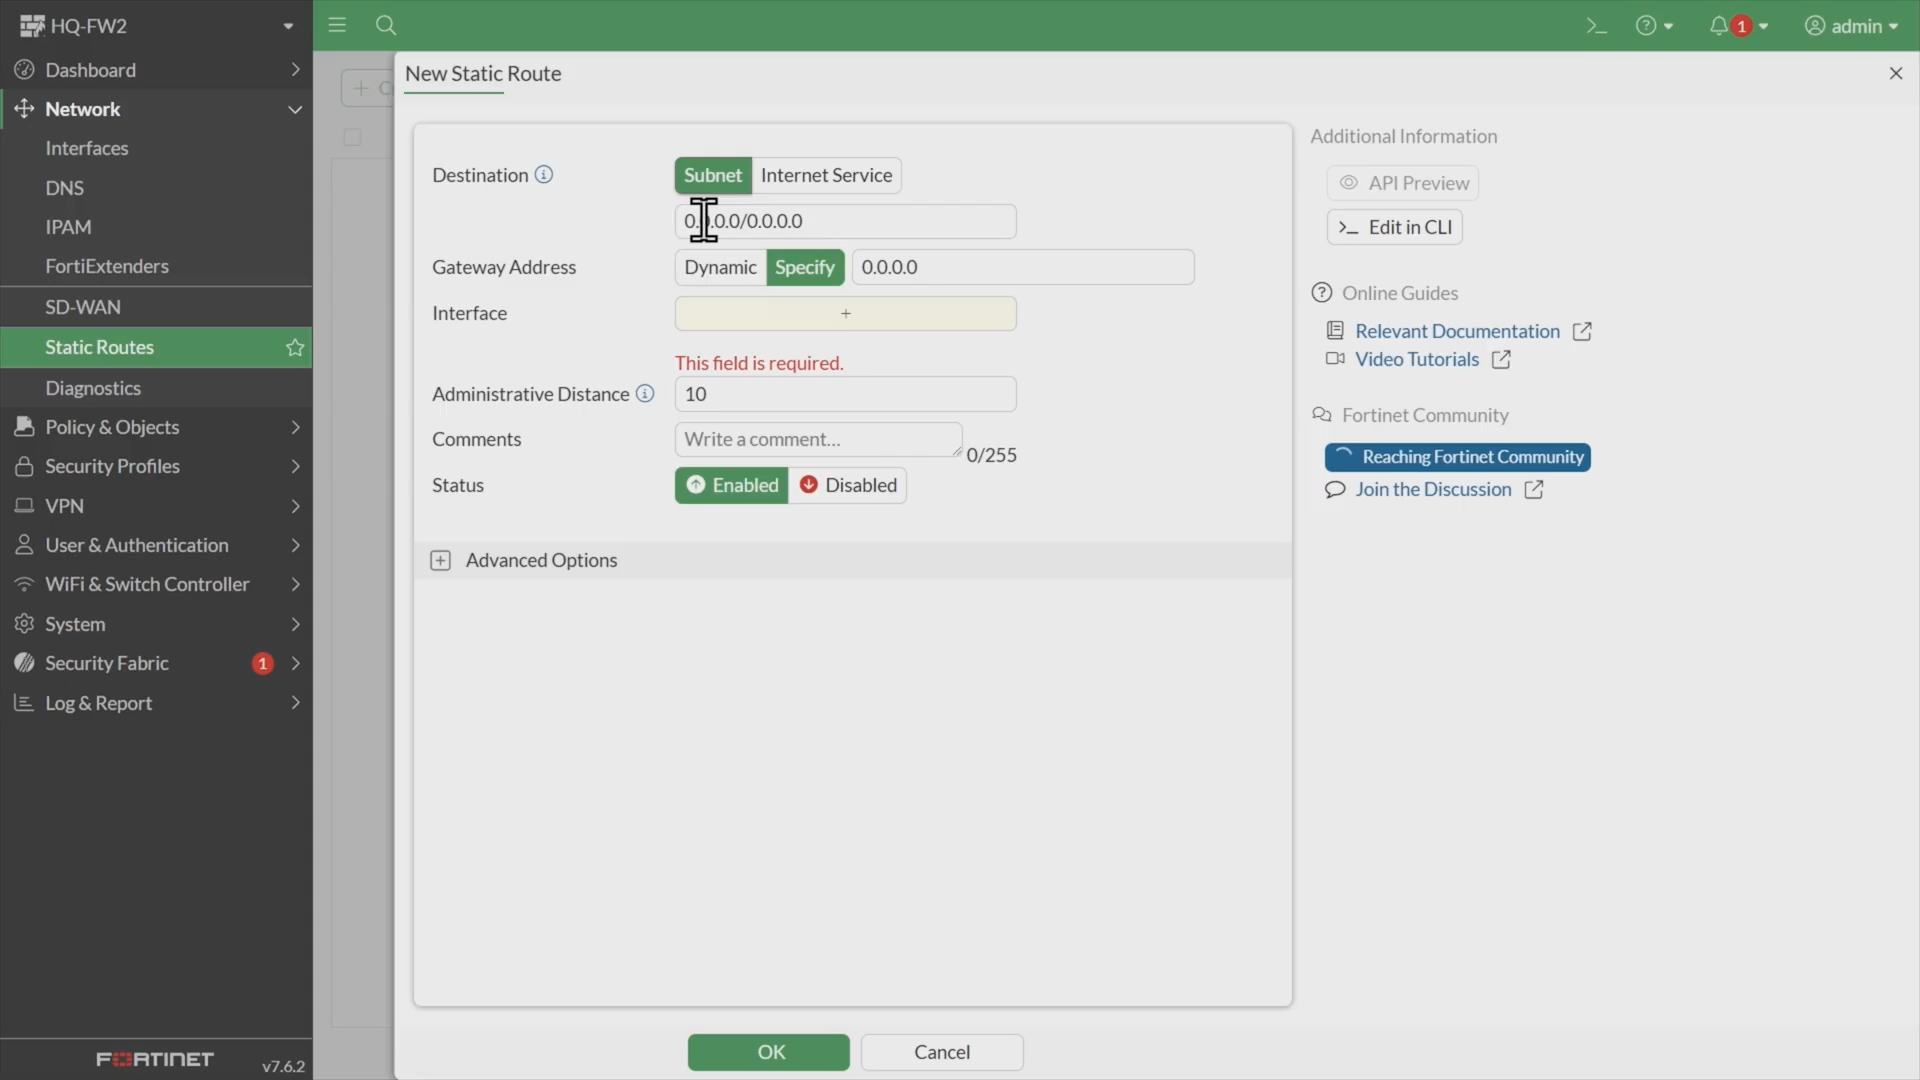 HQ-FW2
1
admin
Dashboard
Network
Interfaces
DNS
IPAM
FortiExtenders
SD-WAN
Static Routes
Diagnostics
Policy & Objects
Security Profiles
VPN
User & Authentication
WiFi & Switch Controller
System
Security Fabric
1
Log & Report
FORTINET
v7.6.2
New Static Route
Destination
Subnet
Internet Service
0.0.0.0/0.0.0.0
Gateway Address
Dynamic
Specify
0.0.0.0
Interface
+
This field is required.
Administrative Distance
10
Comments
Write a comment...
0/255
Status
Enabled
Disabled
Advanced Options
OK
Cancel
Additional Information
API Preview
>_ Edit in CLI
Online Guides
Relevant Documentation
Video Tutorials
Fortinet Community
Reaching Fortinet Community
Join the Discussion